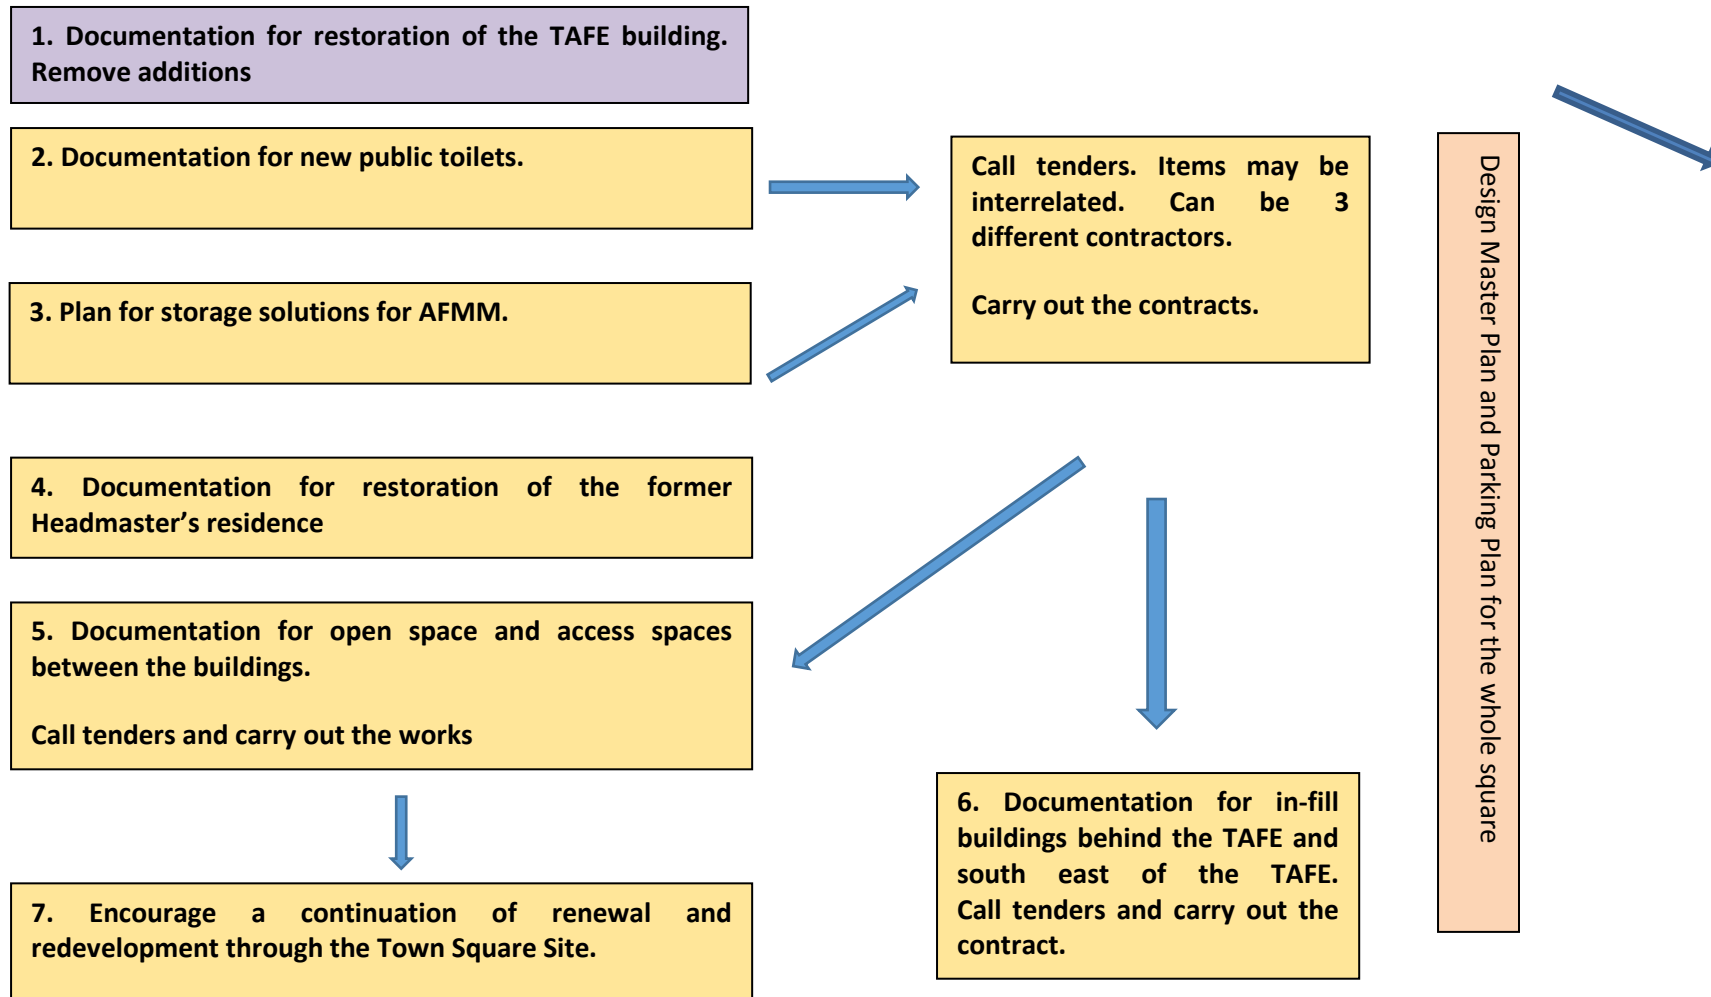 1. Documentation for restoration of the TAFE building.
Remove additions
2. Documentation for new public toilets.
3. Plan for storage solutions for AFMM.
4. Documentation for restoration of the former
Headmaster’s residence
5. Documentation for open space and access spaces
between the buildings.
Call tenders and carry out the works
7. Encourage a continuation of renewal and
redevelopment through the Town Square Site.
Call tenders. Items may be
interrelated. Can be 3
different contractors.
Carry out the contracts.
6. Documentation for in-fill
buildings behind the TAFE and
south east of the TAFE.
Call tenders and carry out the
contract.
Design Master Plan and Parking Plan for the whole square